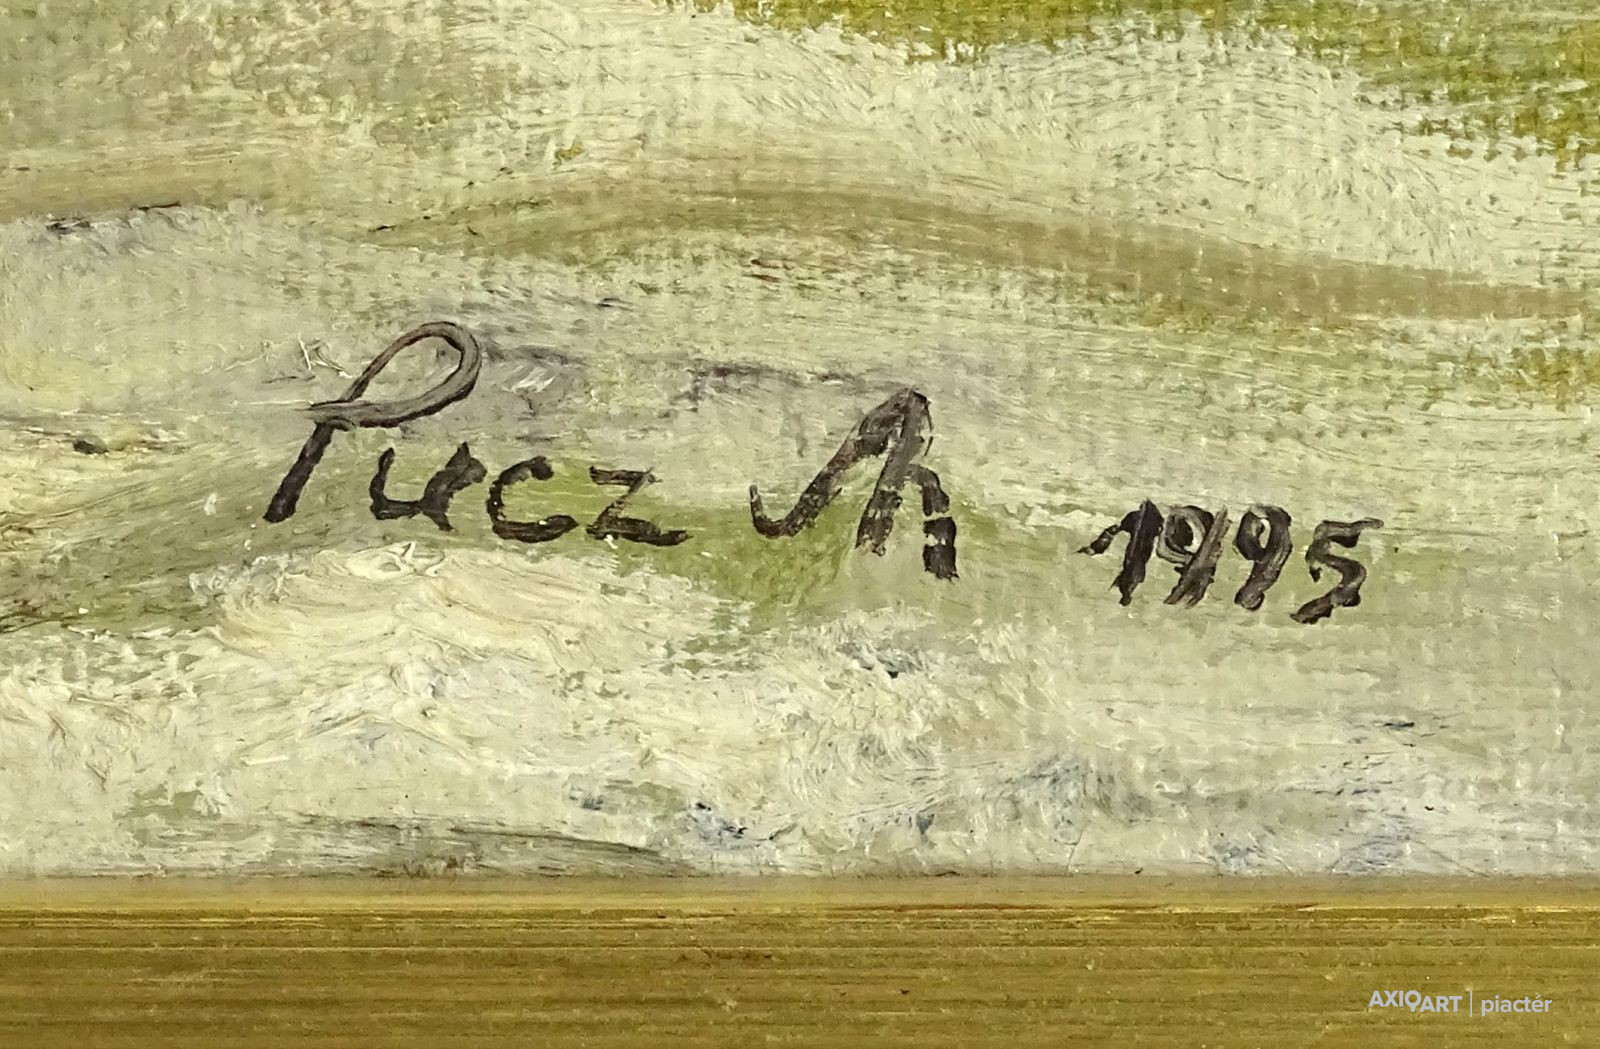 Pucz A 1995
AXIOART | piactér